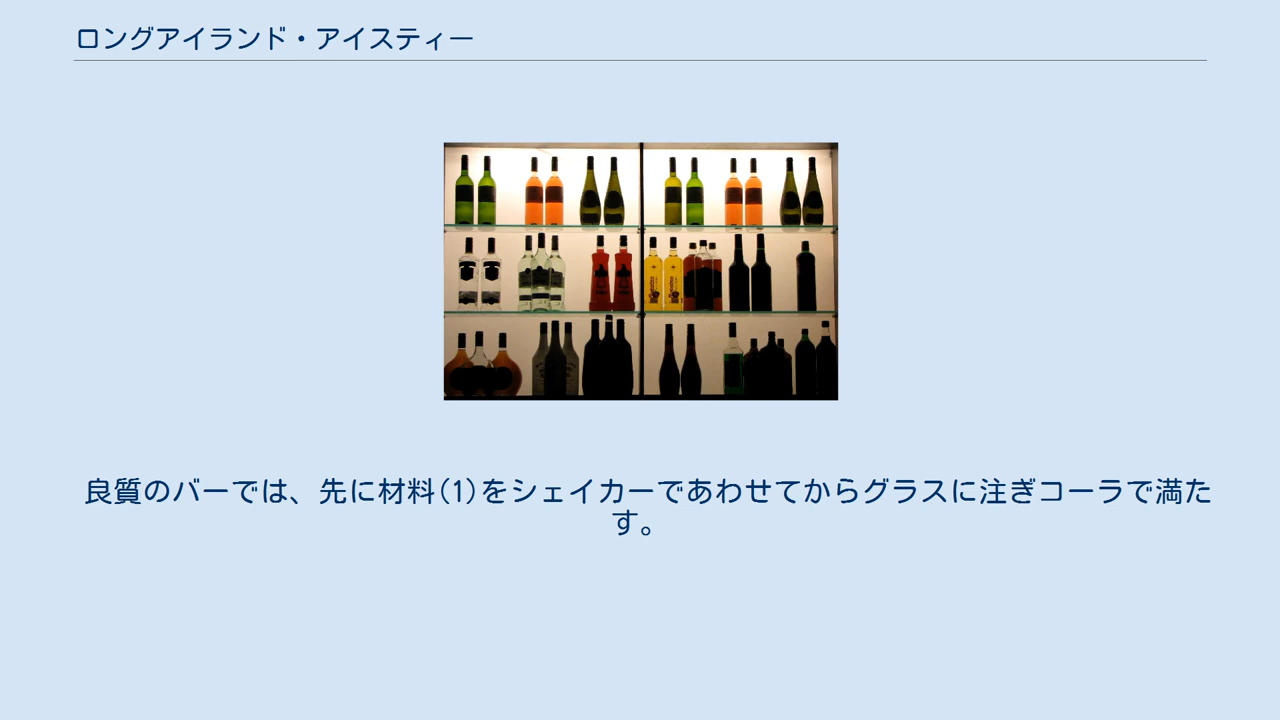 ロングアイランド・アイスティー
良質のバーでは、先に材料(1)をシェイカーであわせてからグラスに注ぎコーラで満た
す。